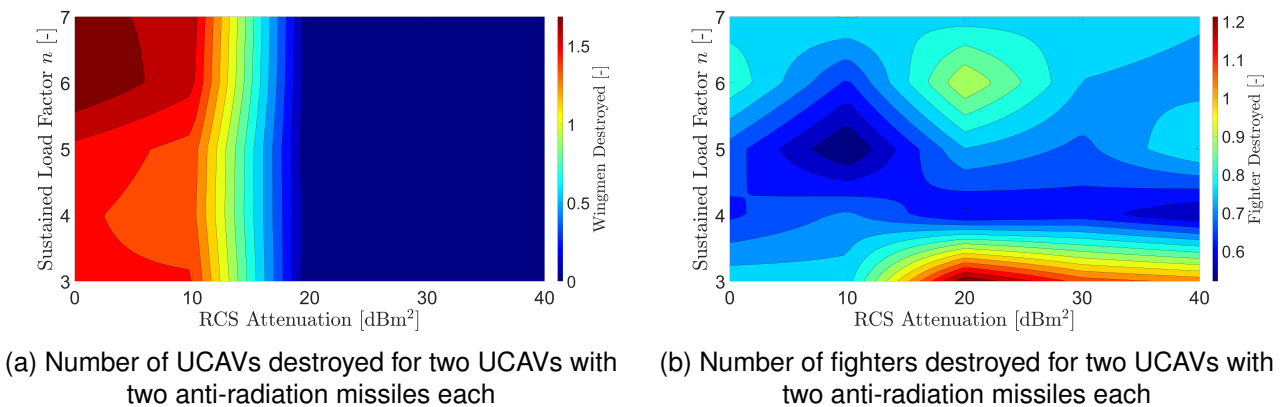 7
6
5
4
3
Sustained Load Factor n [-]
0 10 20 30 40
RCS Attenuation [dBm²]
1.5
1
0.5
0
Wingmen Destroyed [-]
(a) Number of UCAVs destroyed for two UCAVs with
two anti-radiation missiles each
7
6
5
4
3
Sustained Load Factor n [-]
0 10 20 30 40
RCS Attenuation [dBm²]
1.2
1.1
1
0.9
0.8
0.7
0.6
Fighter Destroyed [-]
(b) Number of fighters destroyed for two UCAVs with
two anti-radiation missiles each